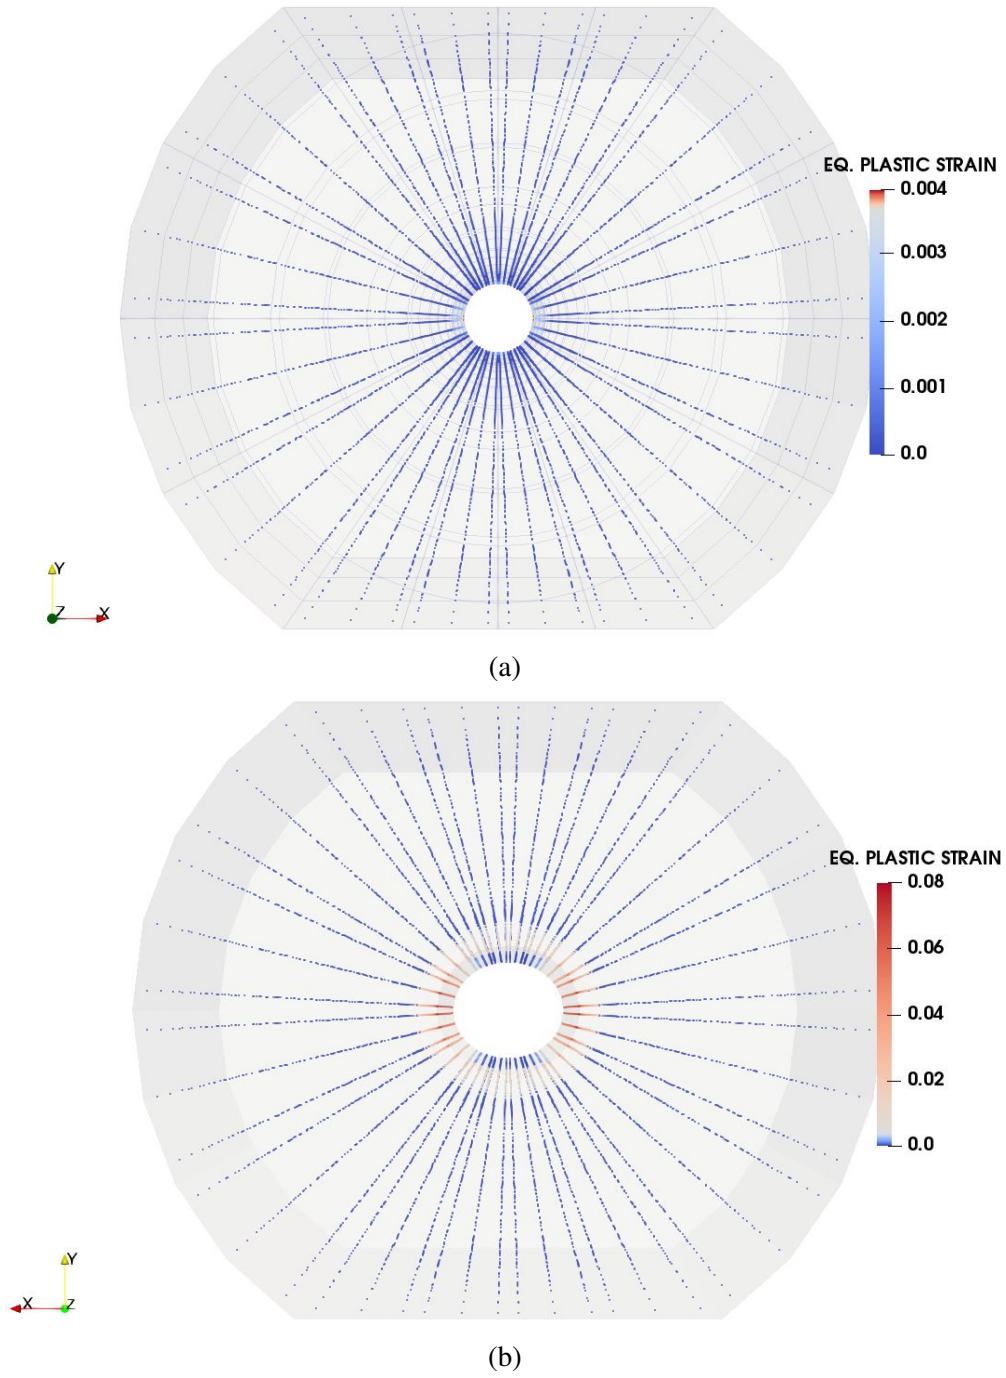 EQ. PLASTIC STRAIN
0.004
0.003
0.002
0.001
0.0
Y
Z X
(a)
EQ. PLASTIC STRAIN
0.08
0.06
0.04
0.02
0.0
Y
X Z
(b)